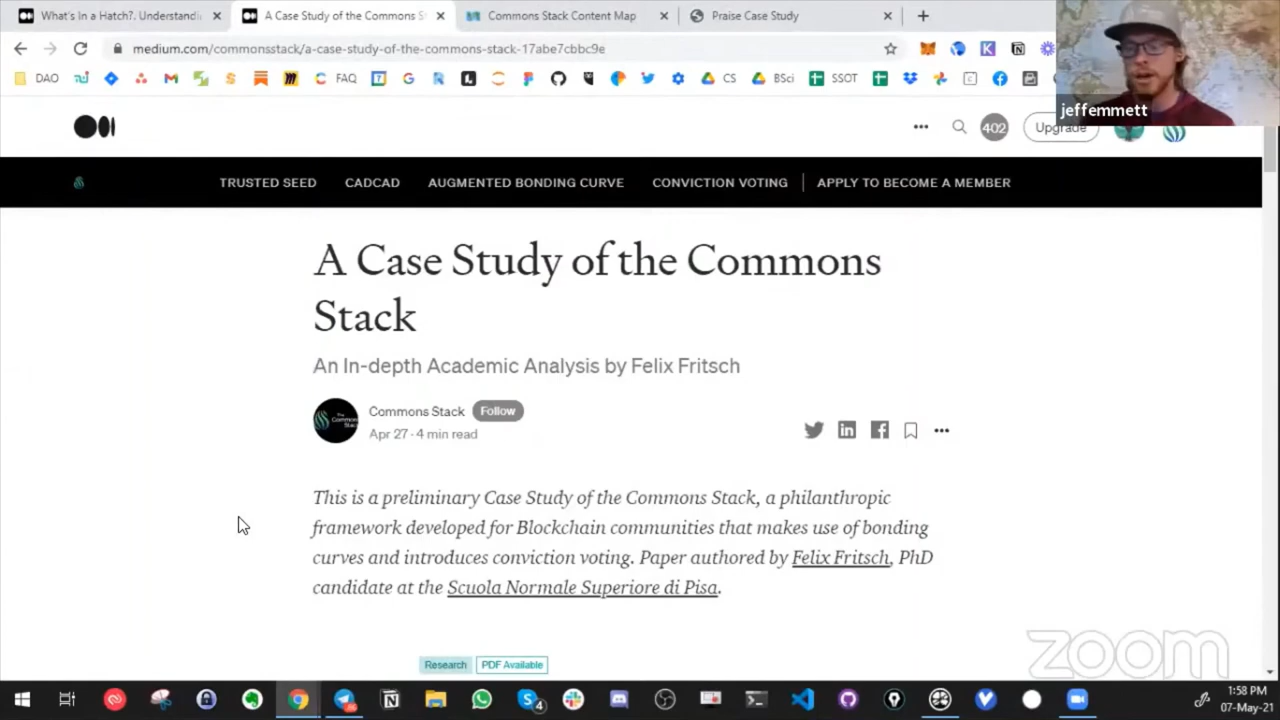 What's In a Hatch?. Understandi
A Case Study of the Commons S
Commons Stack Content Map
Praise Case Study
medium.com/commonsstack/a-case-study-of-the-commons-stack-17abe7cbbc9e
DAO
FAQ
CS
BSci
SSOT
jeffemmett
402
Upgrade
TRUSTED SEED
CADCAD
AUGMENTED BONDING CURVE
CONVICTION VOTING
APPLY TO BECOME A MEMBER
A Case Study of the Commons
Stack
An In-depth Academic Analysis by Felix Fritsch
Commons Stack Follow
Apr 27 · 4 min read
This is a preliminary Case Study of the Commons Stack, a philanthropic
framework developed for Blockchain communities that makes use of bonding
curves and introduces conviction voting. Paper authored by Felix Fritsch, PhD
candidate at the Scuola Normale Superiore di Pisa.
Research PDF Available
zoom
1:58 PM
07-May-21